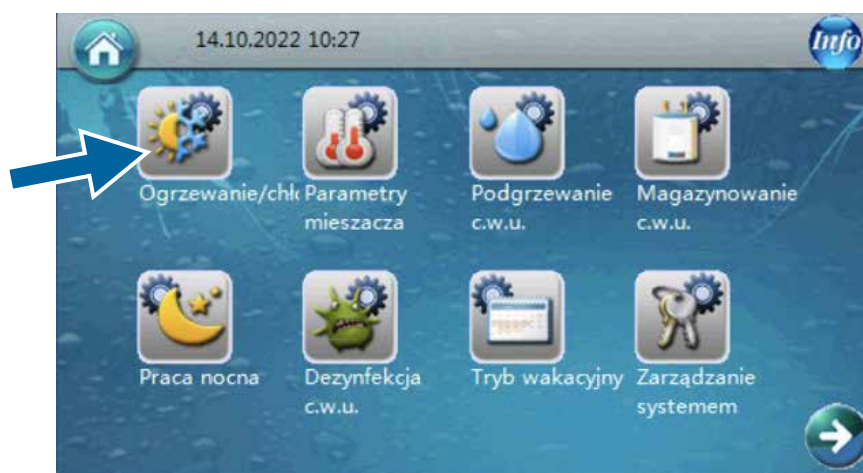 14.10.2022 10:27
Info
Ogrzewanie/chło
Parametry
mieszacza
Podgrzewanie
c.w.u.
Magazynowanie
c.w.u.
Praca nocna
Dezynfekcja
c.w.u.
Tryb wakacyjny
Zarządzanie
systemem